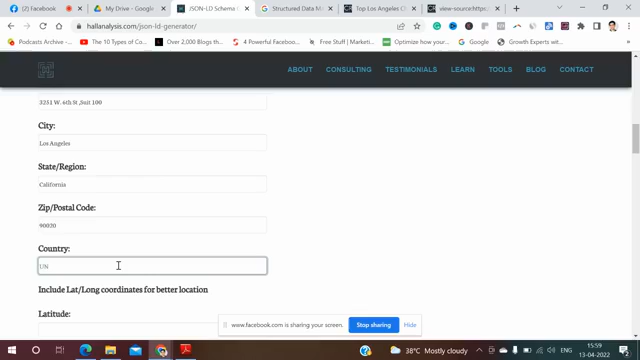 (2) Facebook
My Drive - Google
JSON-LD Schema
Structured Data M
Top Los Angeles C
view-source:https:
hallanalysis.com/json-ld-generator/
Podcasts Archive -...
The 10 Types of Co...
Over 2,000 Blogs th...
4 Powerful Facebook...
Free Stuff | Market...
Optimize your websi...
Google
Growth Experts wit...
ABOUT CONSULTING TESTIMONIALS LEARN TOOLS BLOG CONTACT
3251 W. 6th St ,Suit 100
City:
Los Angeles
State/Region:
California
Zip/Postal Code:
90020
Country:
UN
Include Lat/Long coordinates for better location
Latitude:
www.facebook.com is sharing your screen.
Stop sharing
Hide
38°C Mostly cloudy
ENG
15:59
13-04-2022